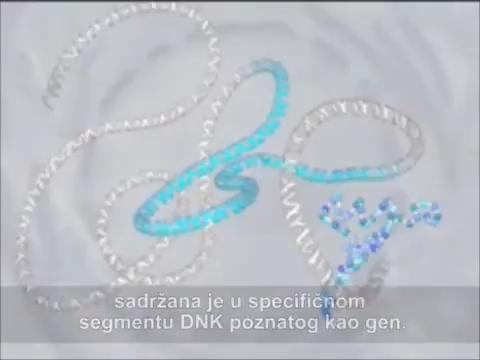 sadržana je u specifičnom
segmentu DNK poznatog kao gen.